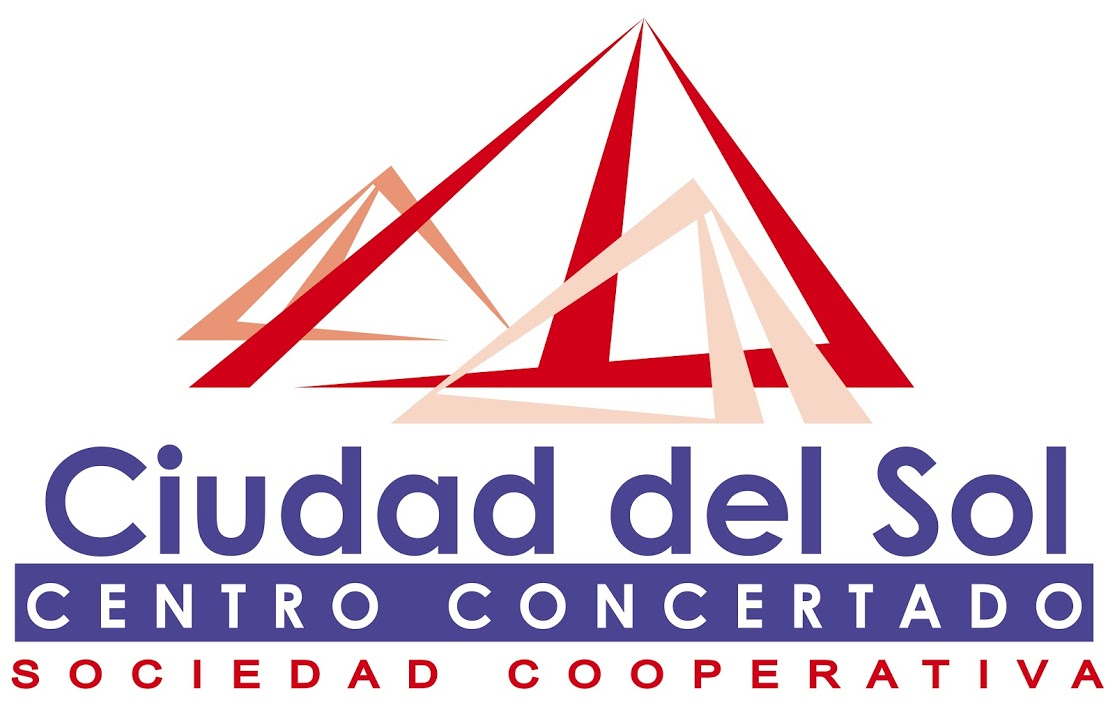 Ciudad del Sol
CENTRO CONCERTADO
SOCIEDAD COOPERATIVA